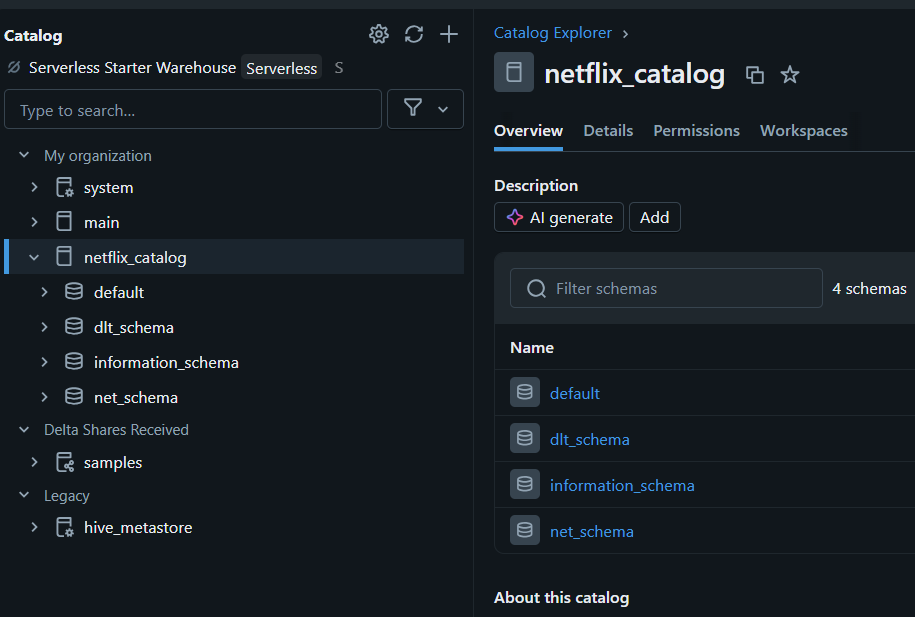 Catalog
Serverless Starter Warehouse Serverless S
Type to search...
My organization
system
main
netflix_catalog
default
dlt_schema
information_schema
net_schema
Delta Shares Received
samples
Legacy
hive_metastore
Catalog Explorer
netflix_catalog
Overview Details Permissions Workspaces
Description
AI generate Add
Filter schemas 4 schemas
Name
default
dlt_schema
information_schema
net_schema
About this catalog